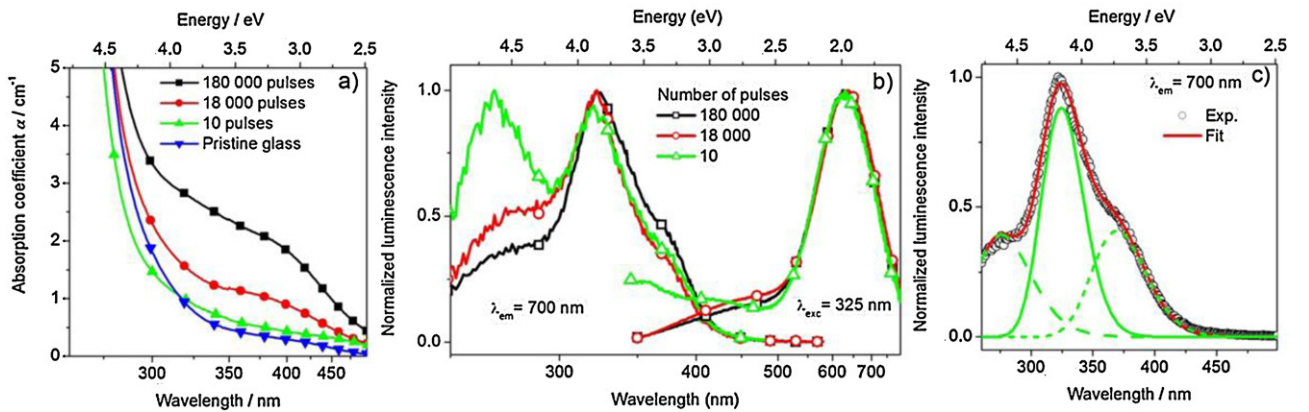 Energy / eV
4.5 4.0 3.5 3.0 2.5
a)
180 000 pulses
18 000 pulses
10 pulses
Pristine glass
Absorption coefficient α / cm⁻¹
5
4
3
2
1
0
300 350 400 450
Wavelength / nm
Energy (eV)
4.5 4.0 3.5 3.0 2.5 2.0
b)
Number of pulses
180 000
18 000
10
Normalized luminescence intensity
1.0
0.5
0.0
λem = 700 nm
λexc = 325 nm
300 400 500 600 700
Wavelength (nm)
Energy / eV
4.5 4.0 3.5 3.0 2.5
c)
λem = 700 nm
Exp.
Fit
Normalized luminescence intensity
1.0
0.5
0.0
300 350 400 450
Wavelength / nm